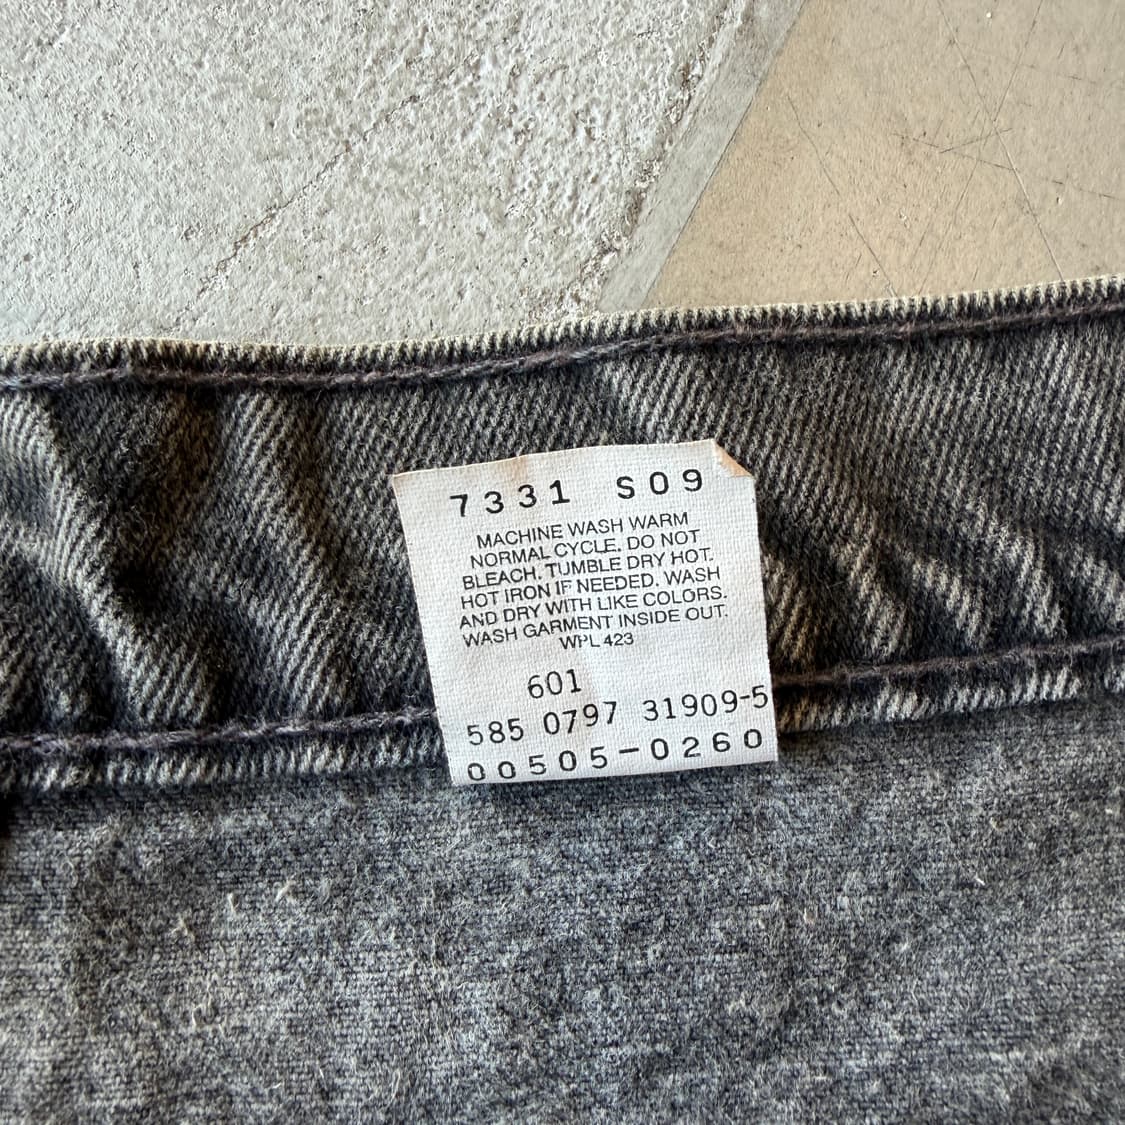 7331 S09
MACHINE WASH WARM
NORMAL CYCLE. DO NOT
BLEACH. TUMBLE DRY HOT.
HOT IRON IF NEEDED. WASH
AND DRY WITH LIKE COLORS.
WASH GARMENT INSIDE OUT.
WPL 423
601
585 0797 31909-5
00505-0260